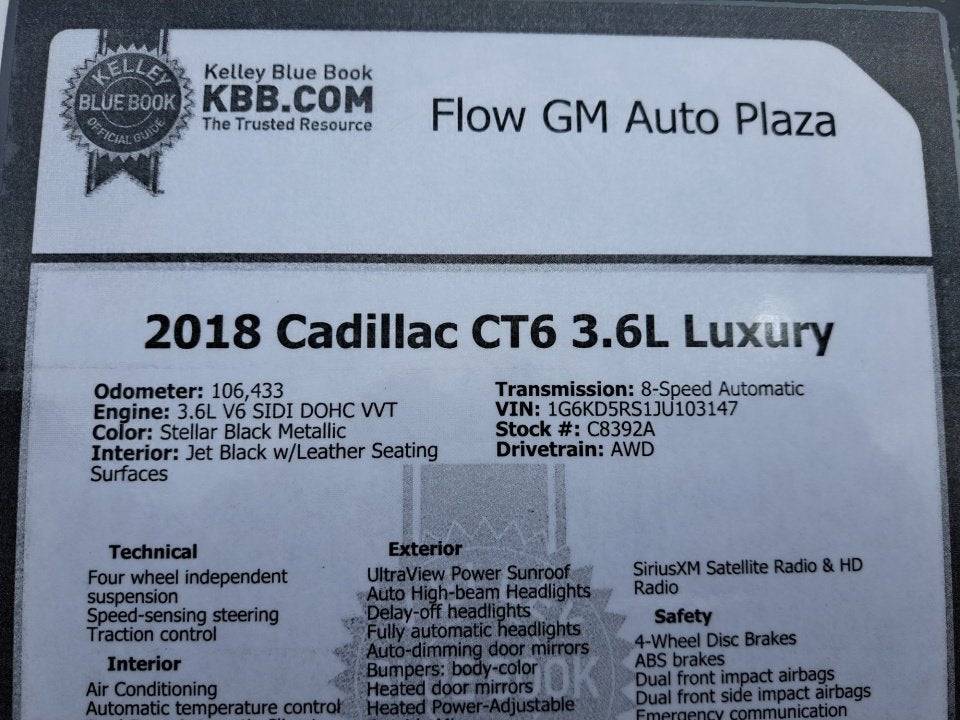 KELLEY
BLUE BOOK
OFFICIAL GUIDE
Kelley Blue Book
KBB.COM
The Trusted Resource
Flow GM Auto Plaza
2018 Cadillac CT6 3.6L Luxury
Odometer: 106,433
Engine: 3.6L V6 SIDI DOHC VVT
Color: Stellar Black Metallic
Interior: Jet Black w/Leather Seating
Surfaces
Transmission: 8-Speed Automatic
VIN: 1G6KD5RS1JU103147
Stock #: C8392A
Drivetrain: AWD
Technical
Four wheel independent
suspension
Speed-sensing steering
Traction control
Interior
Air Conditioning
Automatic temperature control
Exterior
UltraView Power Sunroof
Auto High-beam Headlights
Delay-off headlights
Fully automatic headlights
Auto-dimming door mirrors
Bumpers: body-color
Heated door mirrors
Heated Power-Adjustable
SiriusXM Satellite Radio & HD
Radio
Safety
4-Wheel Disc Brakes
ABS brakes
Dual front impact airbags
Dual front side impact airbags
Emergency communication